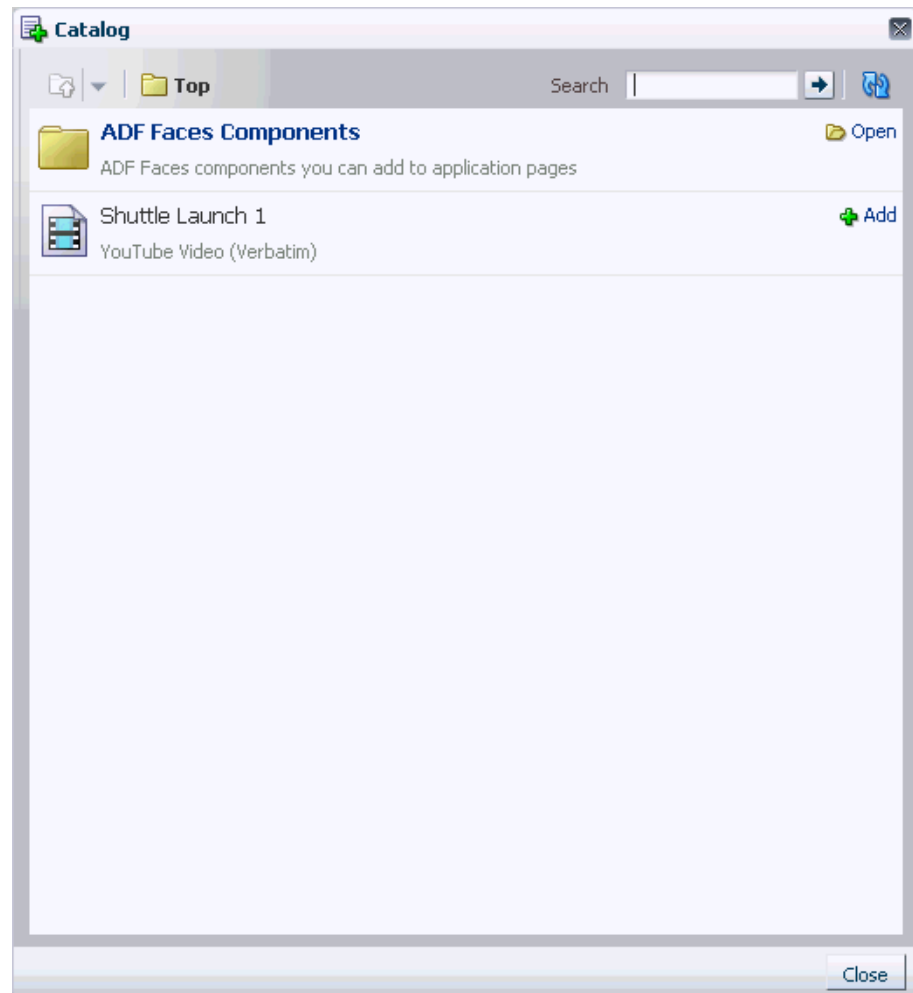 Catalog
Top Search
ADF Faces Components Open
ADF Faces components you can add to application pages
Shuttle Launch 1 Add
YouTube Video (Verbatim)
Close